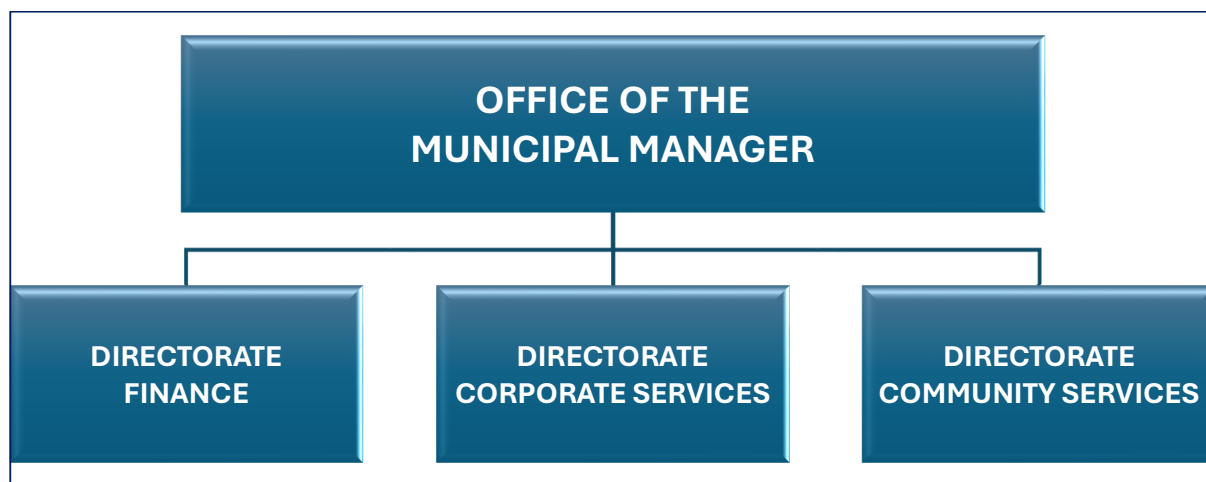 OFFICE OF THE
MUNICIPAL MANAGER
DIRECTORATE
FINANCE
DIRECTORATE
CORPORATE SERVICES
DIRECTORATE
COMMUNITY SERVICES